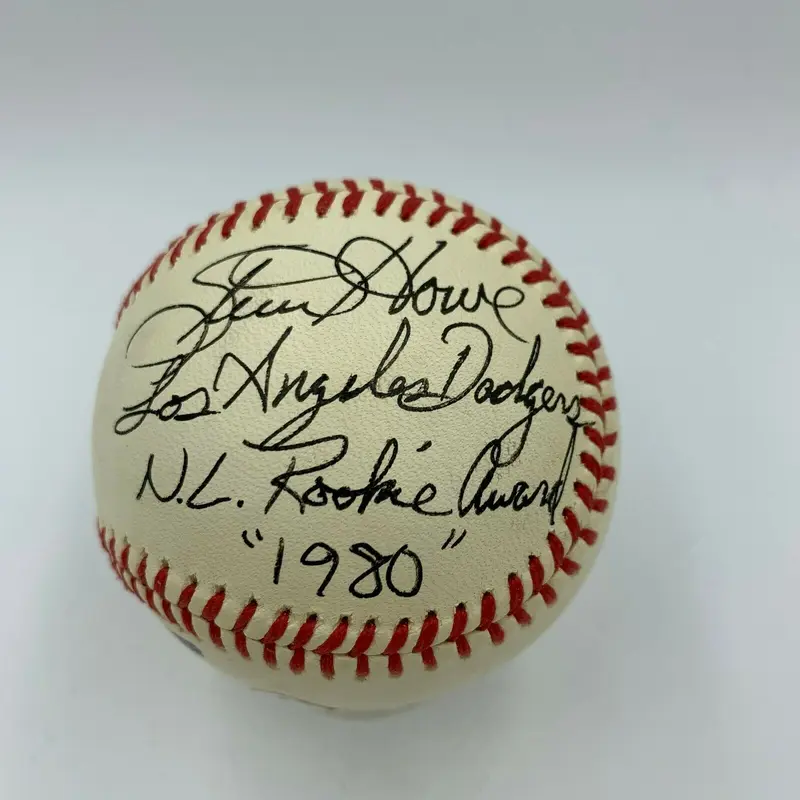 Steve Howe
Los Angeles Dodgers
N.L. Rookie Award
"1980"